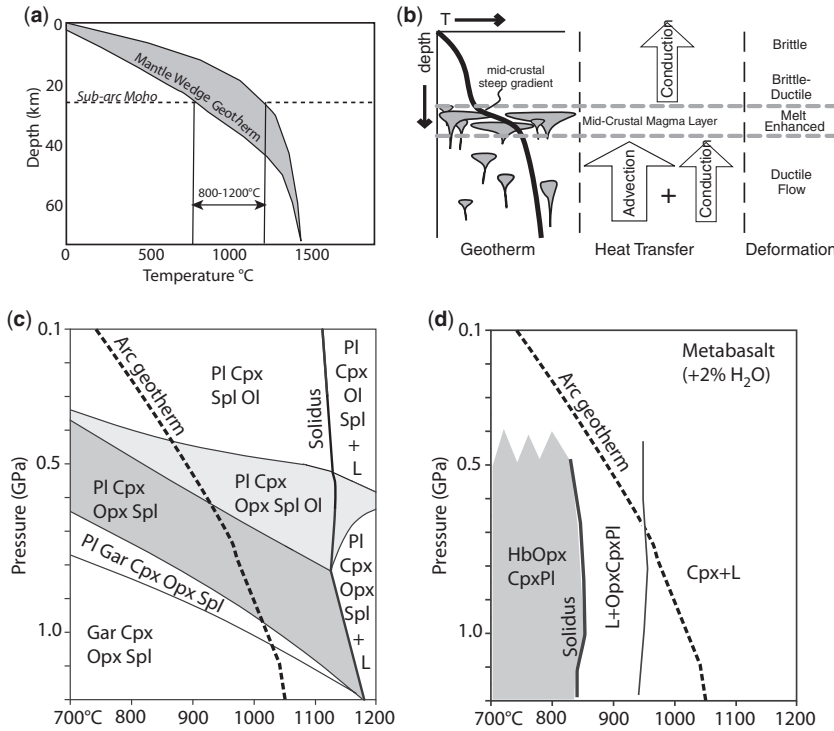 (a)
0
20
40
60
Depth (km)
Mantle Wedge Geotherm
Sub-arc Moho
800-1200°C
0
500
1000
1500
Temperature °C
(b)
T
depth
mid-crustal
steep gradient
Mid-Crustal Magma Layer
Conduction
Advection
+
Conduction
Brittle
Brittle-
Ductile
Melt
Enhanced
Ductile
Flow
Geotherm
Heat Transfer
Deformation
(c)
0.1
0.5
1.0
Pressure (GPa)
Arc geotherm
Pl Cpx
Spl Ol
Solidus
Pl
Cpx
Ol
Spl
+
L
Pl Cpx
Opx Spl Ol
Pl Cpx
Opx Spl
Pl Gar Cpx Opx Spl
Gar Cpx
Opx Spl
Pl
Cpx
Opx
Spl
+
L
700°C
800
900
1000
1100
1200
(d)
0.1
0.5
1.0
Pressure (GPa)
Metabasalt
(+2% H₂O)
Arc geotherm
HbOpx
CpxPl
Solidus
L+OpxCpxPl
Cpx+L
700°C
800
900
1000
1100
1200